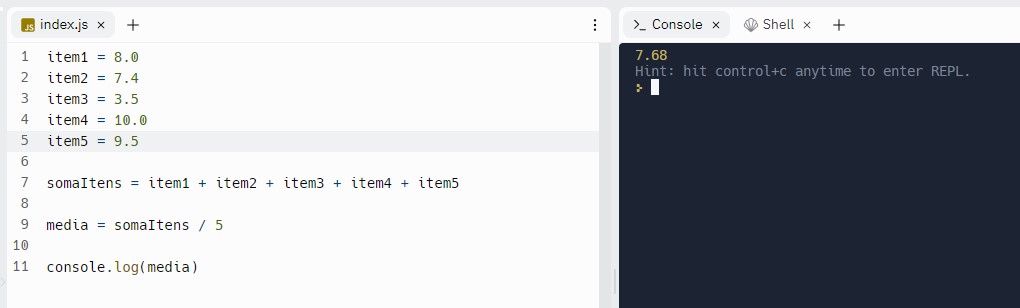 JS index.js × +
1 item1 = 8.0
2 item2 = 7.4
3 item3 = 3.5
4 item4 = 10.0
5 item5 = 9.5
6
7 somaItens = item1 + item2 + item3 + item4 + item5
8
9 media = somaItens / 5
10
11 console.log(media)
>_ Console × Shell × +
7.68
Hint: hit control+c anytime to enter REPL.